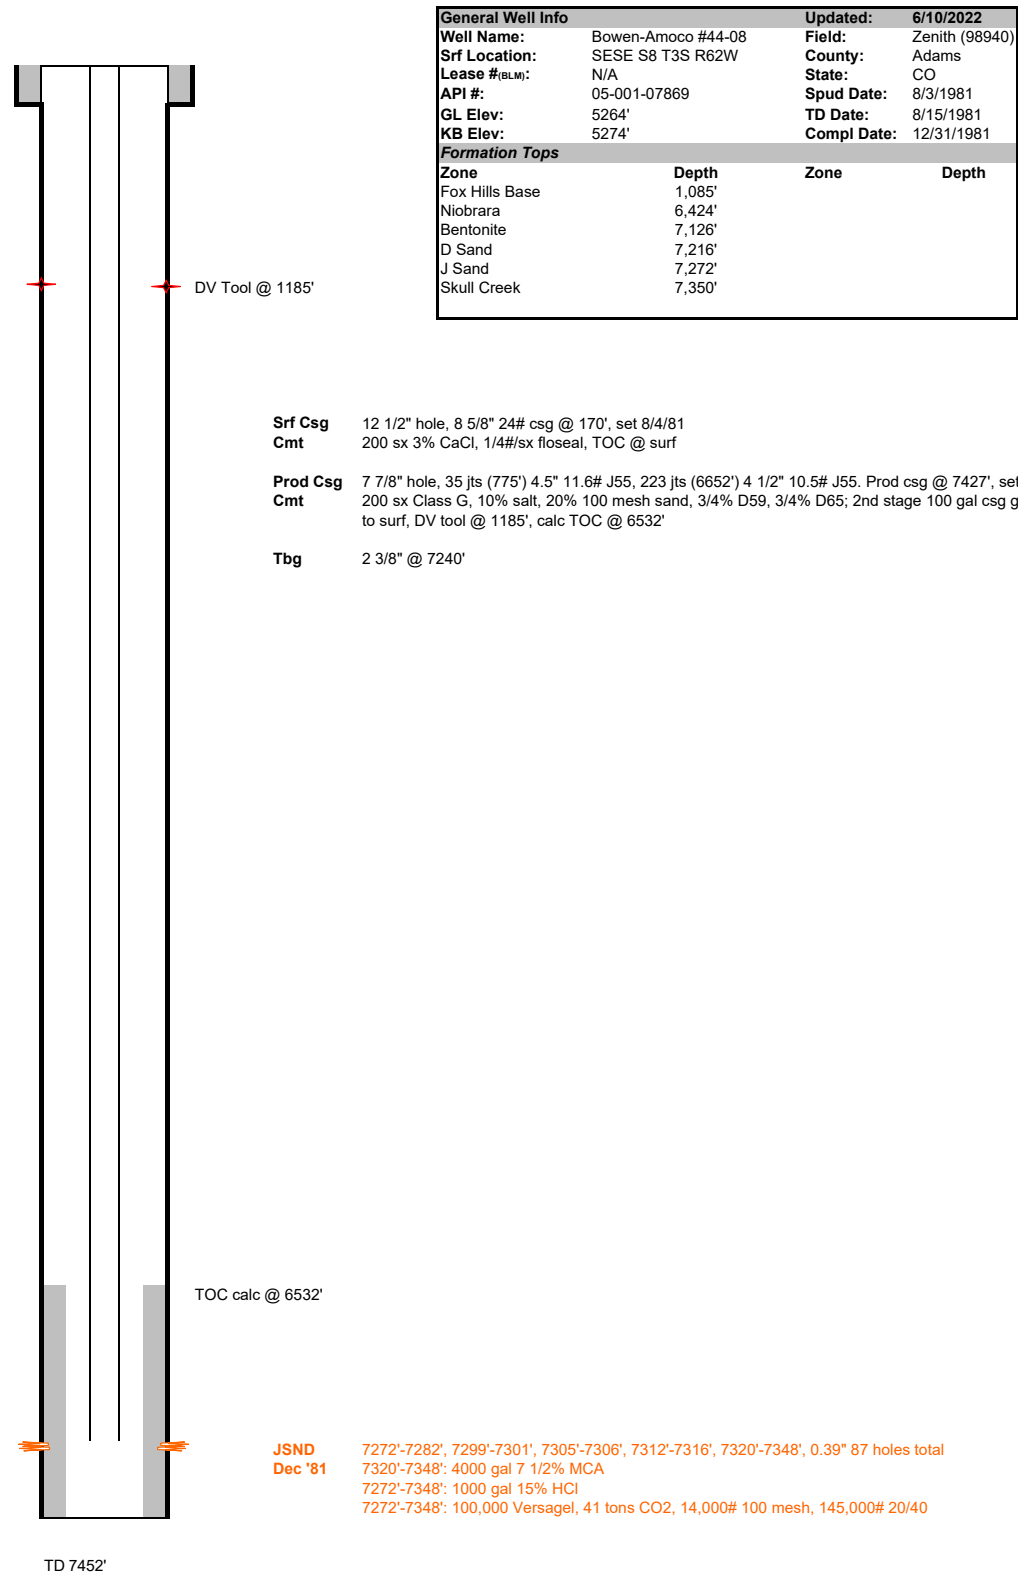 General Well Info Updated: 6/10/2022
Well Name: Bowen-Amoco #44-08 Field: Zenith (98940)
Srf Location: SESE S8 T3S R62W County: Adams
Lease #(BLM): N/A State: CO
API #: 05-001-07869 Spud Date: 8/3/1981
GL Elev: 5264' TD Date: 8/15/1981
KB Elev: 5274' Compl Date: 12/31/1981
Formation Tops
Zone Depth Zone Depth
Fox Hills Base 1,085'
Niobrara 6,424'
Bentonite 7,126'
D Sand 7,216'
J Sand 7,272'
Skull Creek 7,350'
DV Tool @ 1185'
Srf Csg 12 1/2" hole, 8 5/8" 24# csg @ 170', set 8/4/81
Cmt 200 sx 3% CaCl, 1/4#/sx floseal, TOC @ surf
Prod Csg 7 7/8" hole, 35 jts (775') 4.5" 11.6# J55, 223 jts (6652') 4 1/2" 10.5# J55. Prod csg @ 7427', set
Cmt 200 sx Class G, 10% salt, 20% 100 mesh sand, 3/4% D59, 3/4% D65; 2nd stage 100 gal csg g
to surf, DV tool @ 1185', calc TOC @ 6532'
Tbg 2 3/8" @ 7240'
TOC calc @ 6532'
JSND 7272'-7282', 7299'-7301', 7305'-7306', 7312'-7316', 7320'-7348', 0.39" 87 holes total
Dec '81 7320'-7348': 4000 gal 7 1/2% MCA
7272'-7348': 1000 gal 15% HCl
7272'-7348': 100,000 Versagel, 41 tons CO2, 14,000# 100 mesh, 145,000# 20/40
TD 7452'